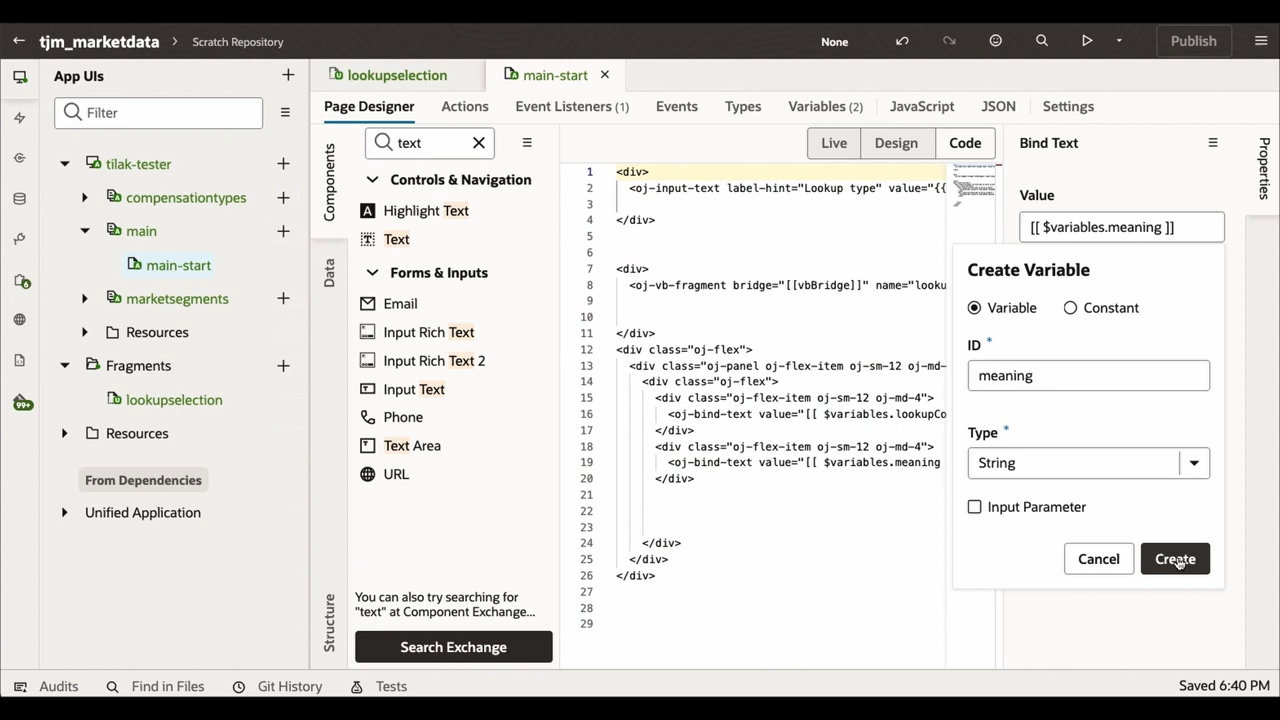 tjm_marketdata
Scratch Repository
None
Publish
App UIs
Filter
tilak-tester
compensationtypes
main
main-start
marketsegments
Resources
Fragments
lookupselection
Resources
From Dependencies
Unified Application
99+
lookupselection
main-start
Page Designer
Actions
Event Listeners (1)
Events
Types
Variables (2)
JavaScript
JSON
Settings
Components
Data
Structure
text
Controls & Navigation
Highlight Text
Text
Forms & Inputs
Email
Input Rich Text
Input Rich Text 2
Input Text
Phone
Text Area
URL
You can also try searching for
"text" at Component Exchange...
Search Exchange
Live
Design
Code
1 <div>
2 <oj-input-text label-hint="Lookup type" value="{{
3
4 </div>
5
6
7 <div>
8 <oj-vb-fragment bridge="[[vbBridge]]" name="looku
9
10
11 </div>
12 <div class="oj-flex">
13 <div class="oj-panel oj-flex-item oj-sm-12 oj-md-
14 <div class="oj-flex">
15 <div class="oj-flex-item oj-sm-12 oj-md-4">
16 <oj-bind-text value="[[ $variables.lookupCo
17 </div>
18 <div class="oj-flex-item oj-sm-12 oj-md-4">
19 <oj-bind-text value="[[ $variables.meaning
20 </div>
21
22
23
24 </div>
25 </div>
26 </div>
27
28
29
Bind Text
Properties
Value
[[ $variables.meaning ]]
Create Variable
Variable
Constant
ID *
meaning
Type *
String
Input Parameter
Cancel
Create
Audits
Find in Files
Git History
Tests
Saved 6:40 PM